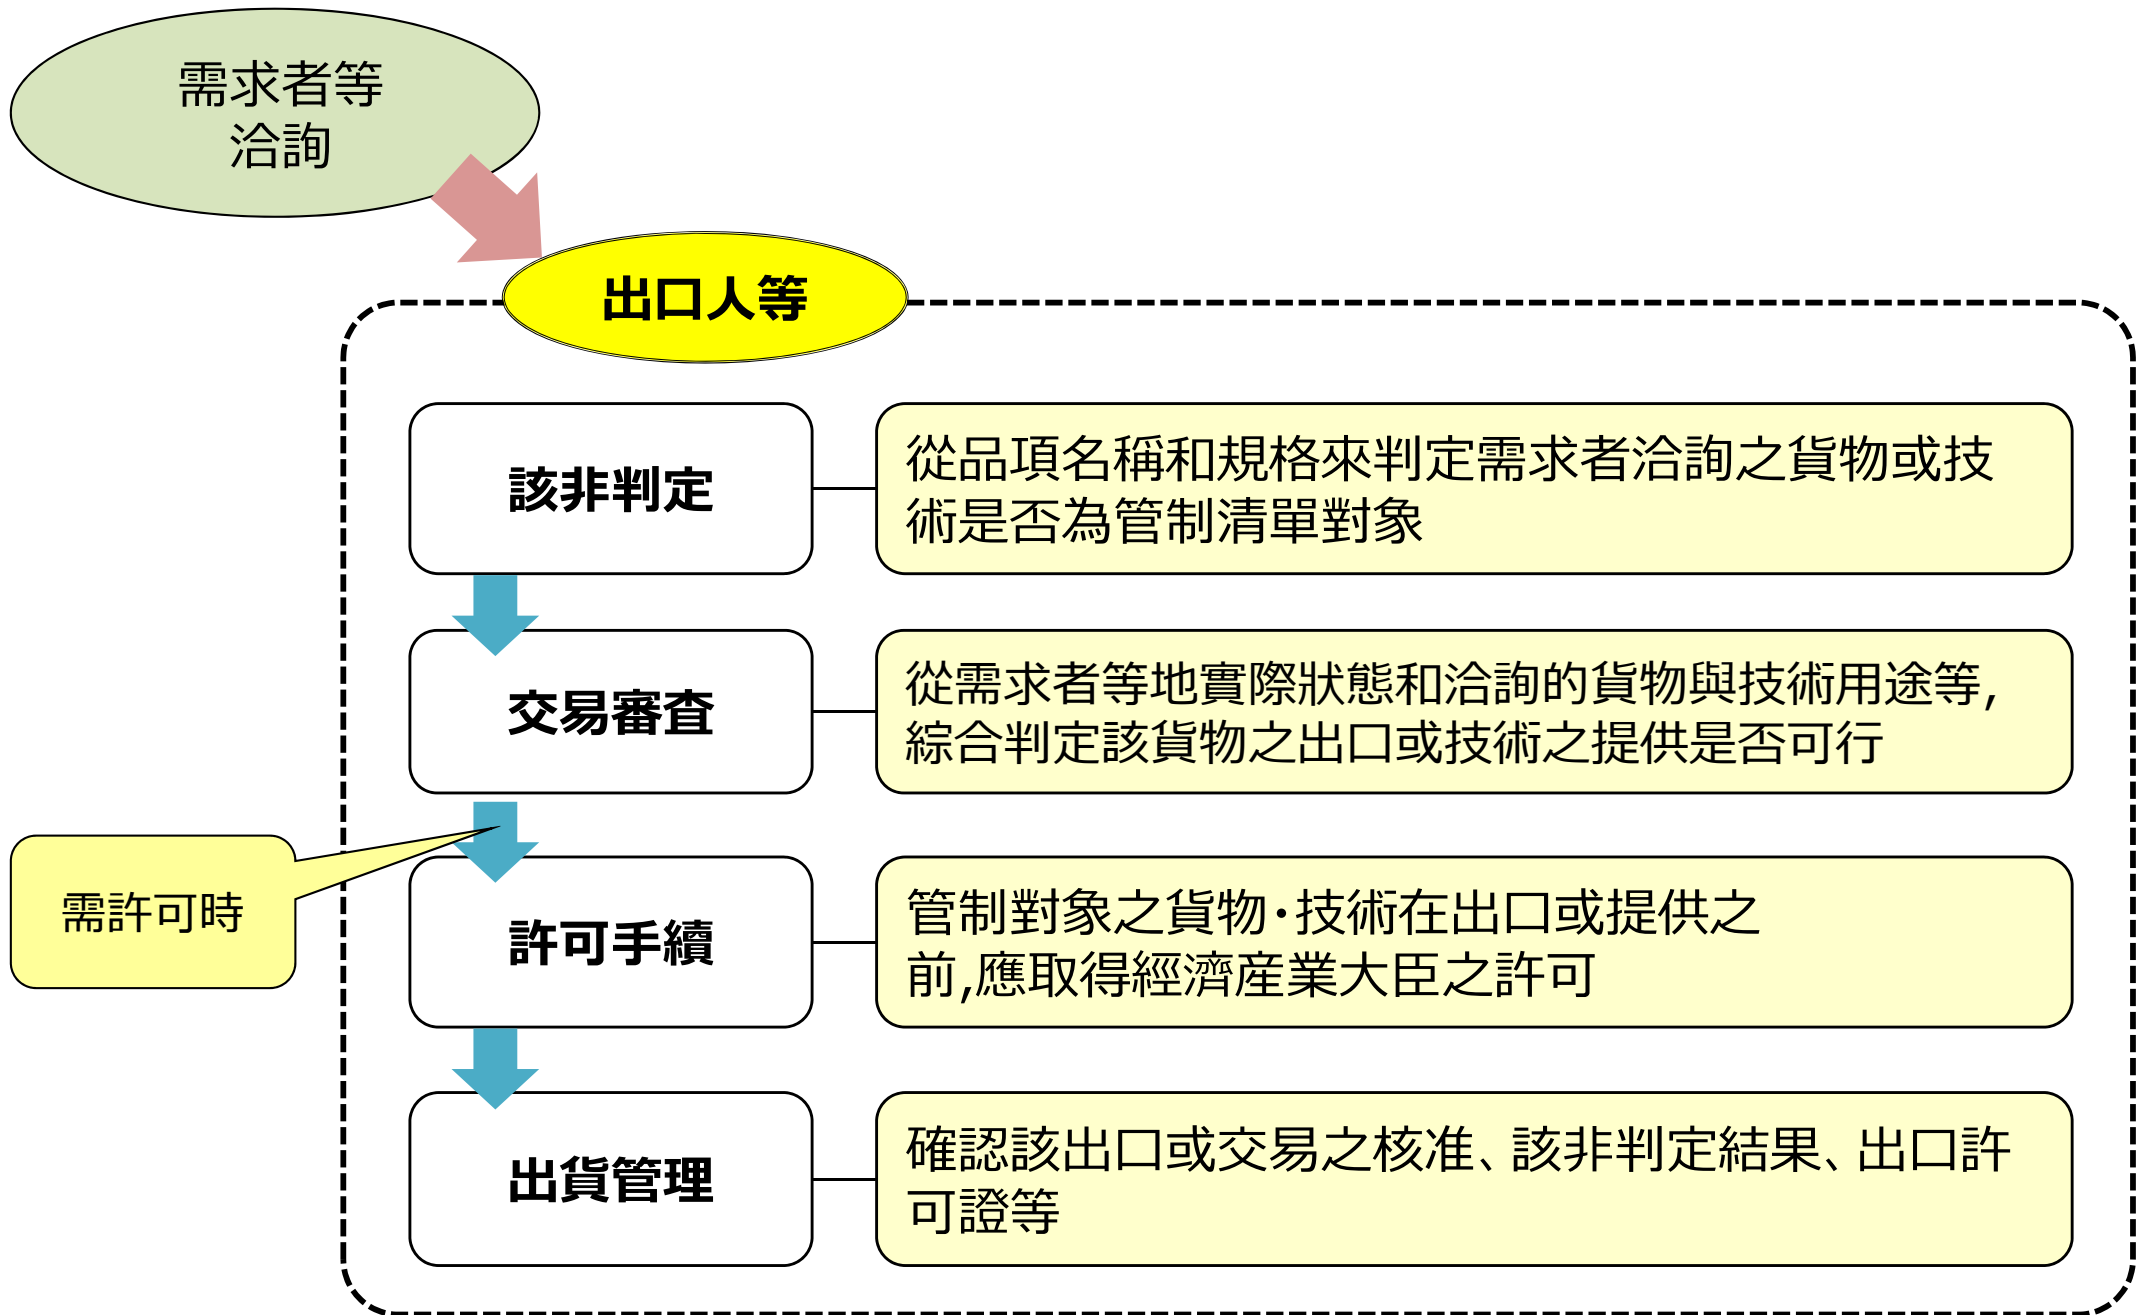 需求者等
洽詢
出口人等
該非判定
從品項名稱和規格來判定需求者洽詢之貨物或技
術是否為管制清單對象
交易審查
從需求者等地實際狀態和洽詢的貨物與技術用途等,
綜合判定該貨物之出口或技術之提供是否可行
需許可時
許可手續
管制對象之貨物･技術在出口或提供之
前,應取得經濟産業大臣之許可
出貨管理
確認該出口或交易之核准、該非判定結果、出口許
可證等